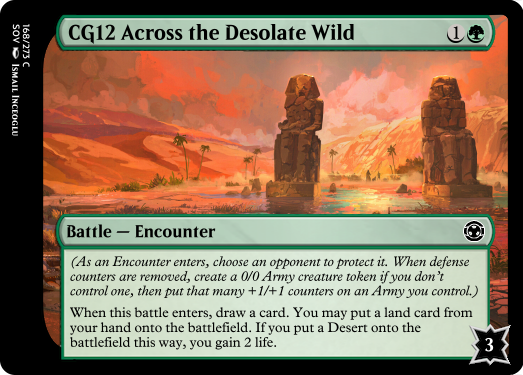 CG12 Across the Desolate Wild
1
Battle — Encounter
(As an Encounter enters, choose an opponent to protect it. When defense
counters are removed, create a 0/0 Army creature token if you don't
control one, then put that many +1/+1 counters on an Army you control.)
When this battle enters, draw a card. You may put a land card from
your hand onto the battlefield. If you put a Desert onto the
battlefield this way, you gain 2 life.
3
168/273 C
SOV Ismail Inceoglu